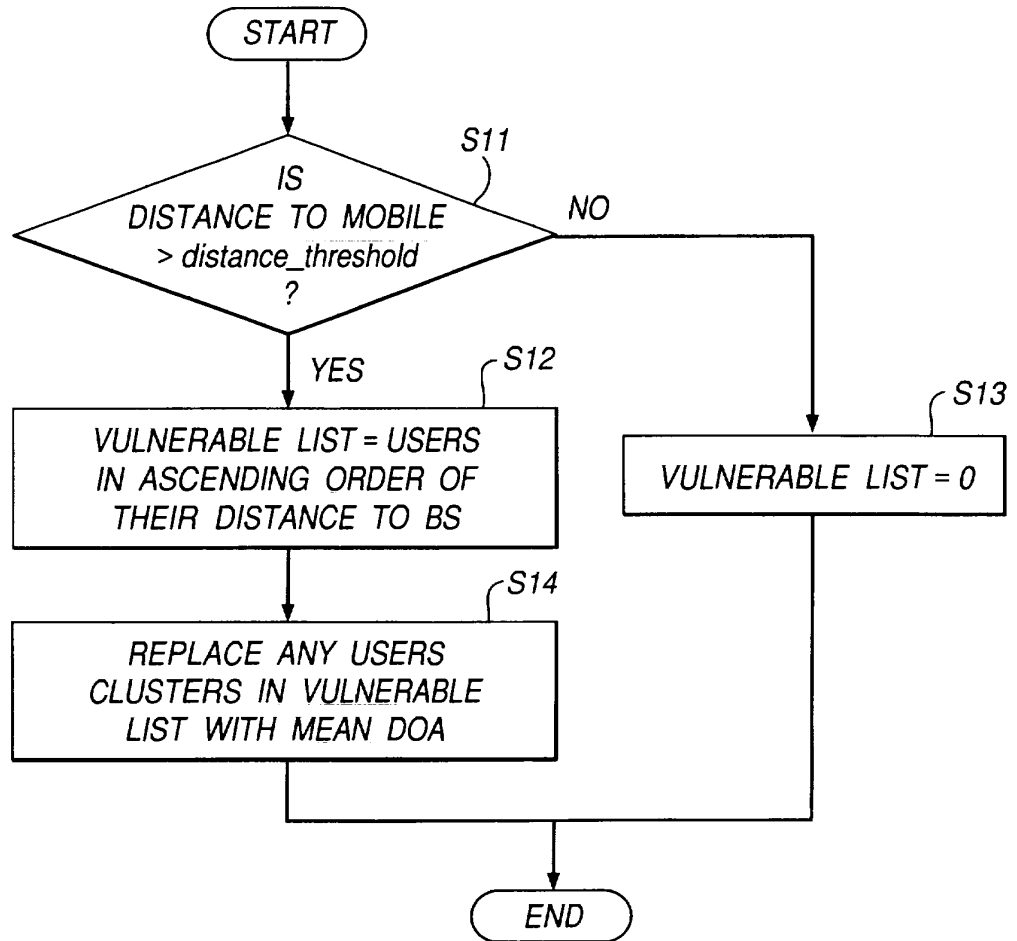 START
S11
IS
DISTANCE TO MOBILE
> distance_threshold
?
NO
YES
S12
VULNERABLE LIST = USERS
IN ASCENDING ORDER OF
THEIR DISTANCE TO BS
S13
VULNERABLE LIST = 0
S14
REPLACE ANY USERS
CLUSTERS IN VULNERABLE
LIST WITH MEAN DOA
END